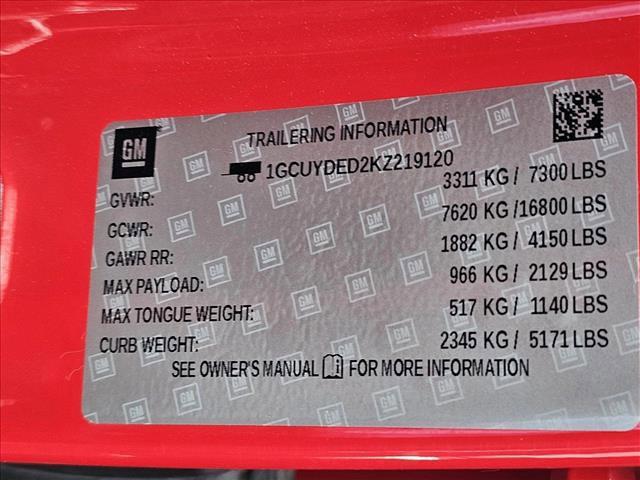 GM
TRAILERING INFORMATION
1GCUYDED2KZ219120
GVWR: 3311 KG / 7300 LBS
GCWR: 7620 KG /16800 LBS
GAWR RR: 1882 KG / 4150 LBS
MAX PAYLOAD: 966 KG / 2129 LBS
MAX TONGUE WEIGHT: 517 KG / 1140 LBS
CURB WEIGHT: 2345 KG / 5171 LBS
SEE OWNER'S MANUAL FOR MORE INFORMATION